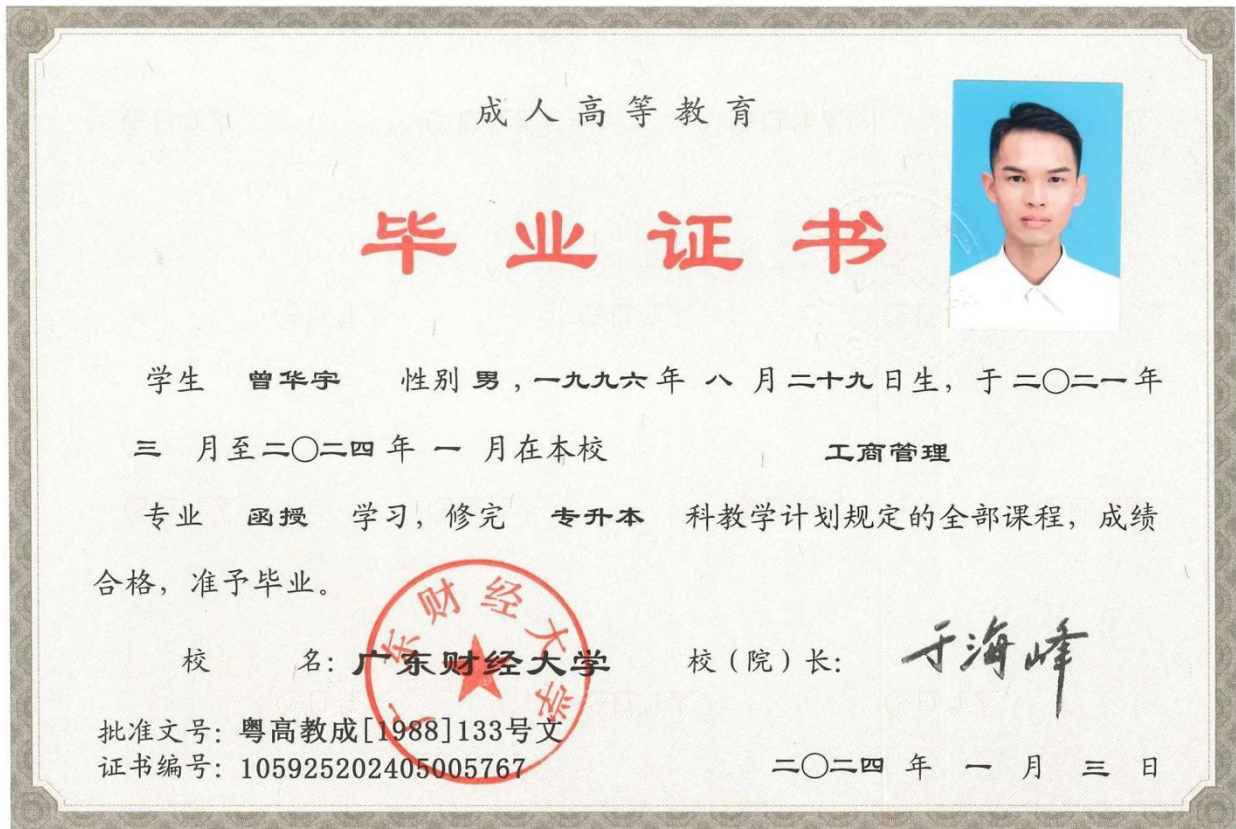 成人高等教育
毕业证书
学生 曾华宇 性别 男，一九九六年 八 月二十九日生，于二〇二一年
三 月至二〇二四年 一 月在本校 工商管理
专业 函授 学习，修完 专升本 科教学计划规定的全部课程，成绩
合格，准予毕业。
校 名：广东财经大学 校（院）长：于海峰
广东财经大学
批准文号：粤高教成[1988]133号文
证书编号：105925202405005767 二〇二四 年 一 月 三 日